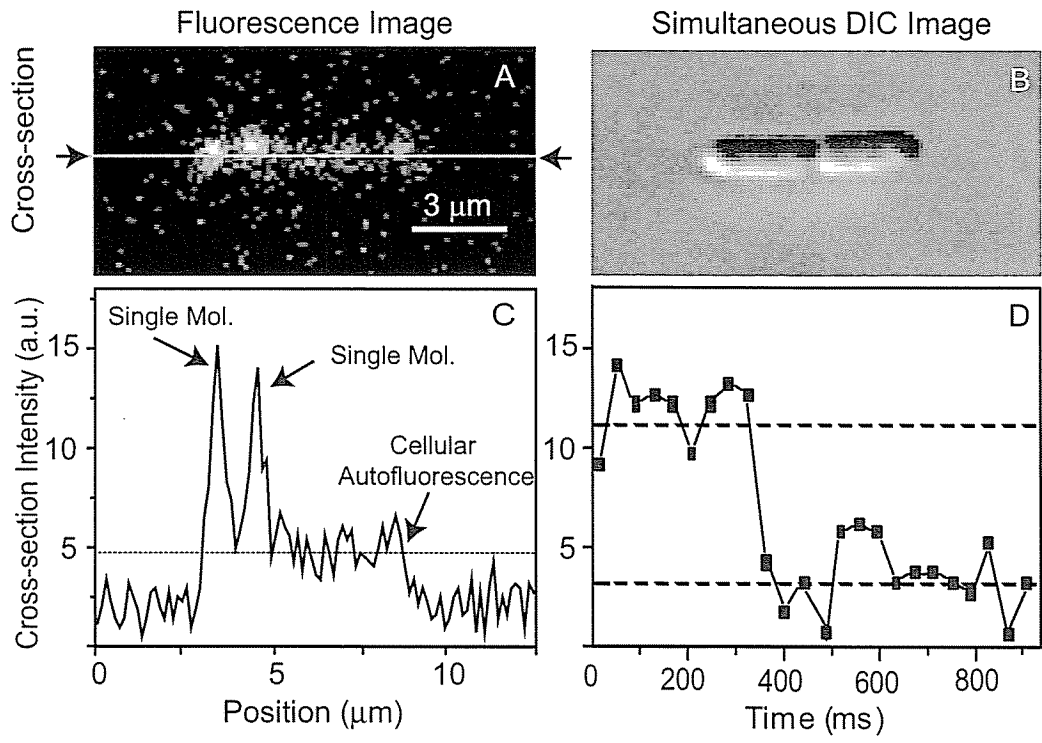 Fluorescence Image
Simultaneous DIC Image
Cross-section
A
3 μm
B
Cross-section Intensity (a.u.)
15
10
5
Single Mol.
Single Mol.
Cellular
Autofluorescence
C
0
5
10
Position (μm)
15
10
5
D
0
200
400
600
800
Time (ms)